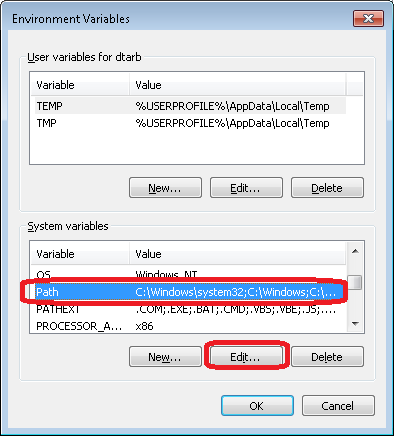 Environment Variables
User variables for dtarb
Variable Value
TEMP %USERPROFILE%\AppData\Local\Temp
TMP %USERPROFILE%\AppData\Local\Temp
New... Edit... Delete
System variables
Variable Value
OS Windows_NT
Path C:\Windows\system32;C:\Windows;C:\...
PATHEXT .COM;.EXE;.BAT;.CMD;.VBS;.VBE;.JS;....
PROCESSOR_A... x86
New... Edit... Delete
OK Cancel